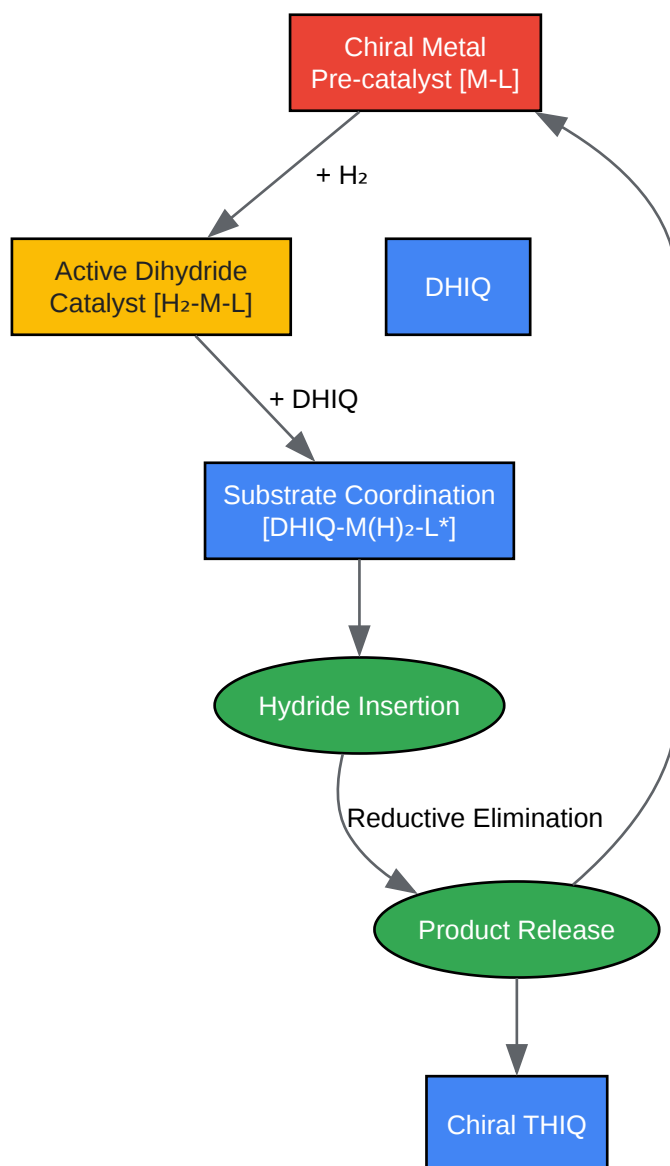 Chiral Metal
Pre-catalyst [M-L]
+ H₂
Active Dihydride
Catalyst [H₂-M-L]
DHIQ
+ DHIQ
Substrate Coordination
[DHIQ-M(H)₂-L*]
Hydride Insertion
Reductive Elimination
Product Release
Chiral THIQ